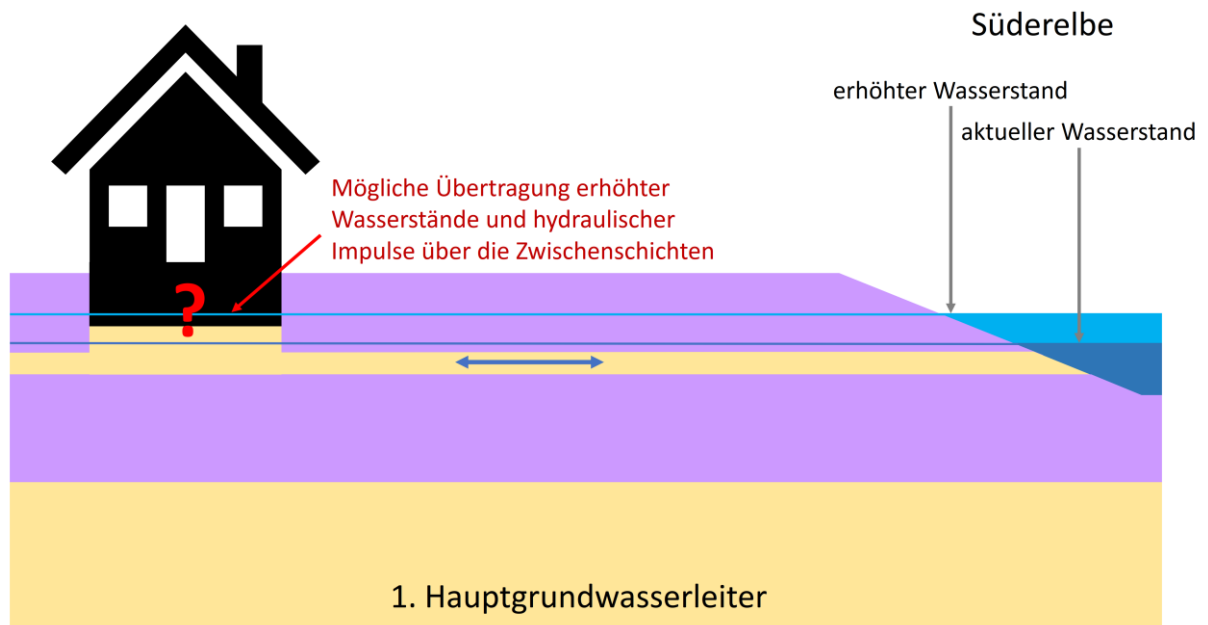 Süderelbe
erhöhter Wasserstand
aktueller Wasserstand
Mögliche Übertragung erhöhter
Wasserstände und hydraulischer
Impulse über die Zwischenschichten
?
1. Hauptgrundwasserleiter